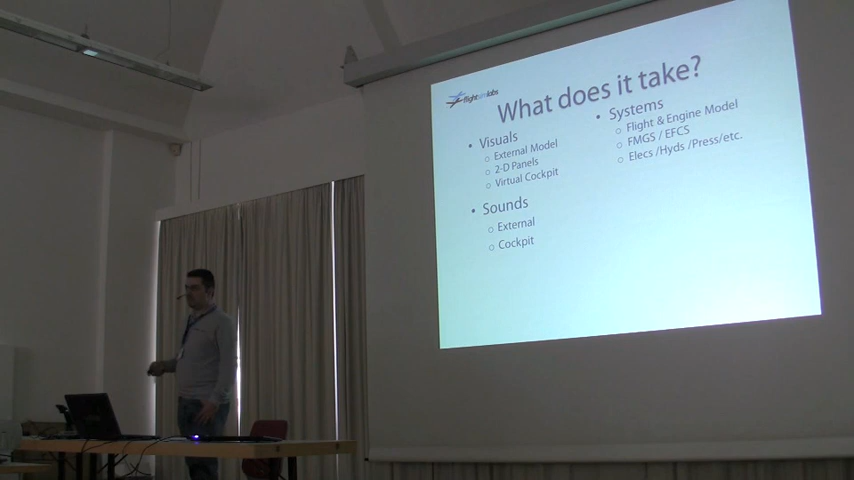 flightsimlabs
What does it take?
• Visuals
○ External Model
○ 2-D Panels
○ Virtual Cockpit
• Sounds
○ External
○ Cockpit
• Systems
○ Flight & Engine Model
○ FMGS / EFCS
○ Elecs /Hyds /Press/etc.